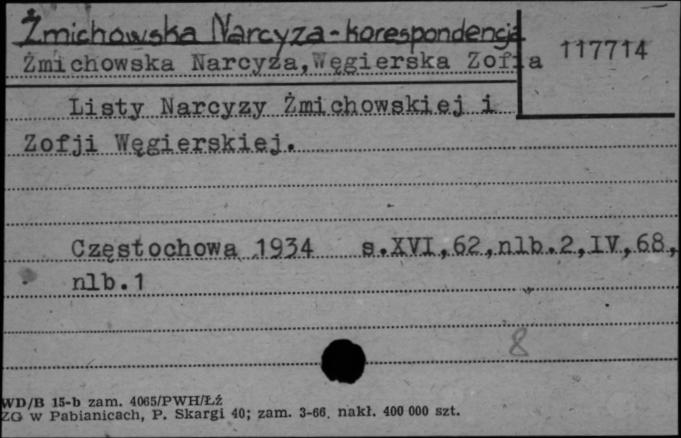 Żmichowska Narcyza-korespondencja
Żmichowska Narcyza,Węgierska Zofia 117714
Listy Narcyzy Żmichowskiej i
Zofji Węgierskiej.
Częstochowa 1934 s.XVI,62,nlb.2,IV,68,
nlb.1
8
WD/B 15-b zam. 4065/PWH/Łź
ZG w Pabianicach, P. Skargi 40; zam. 3-66. nakł. 400 000 szt.